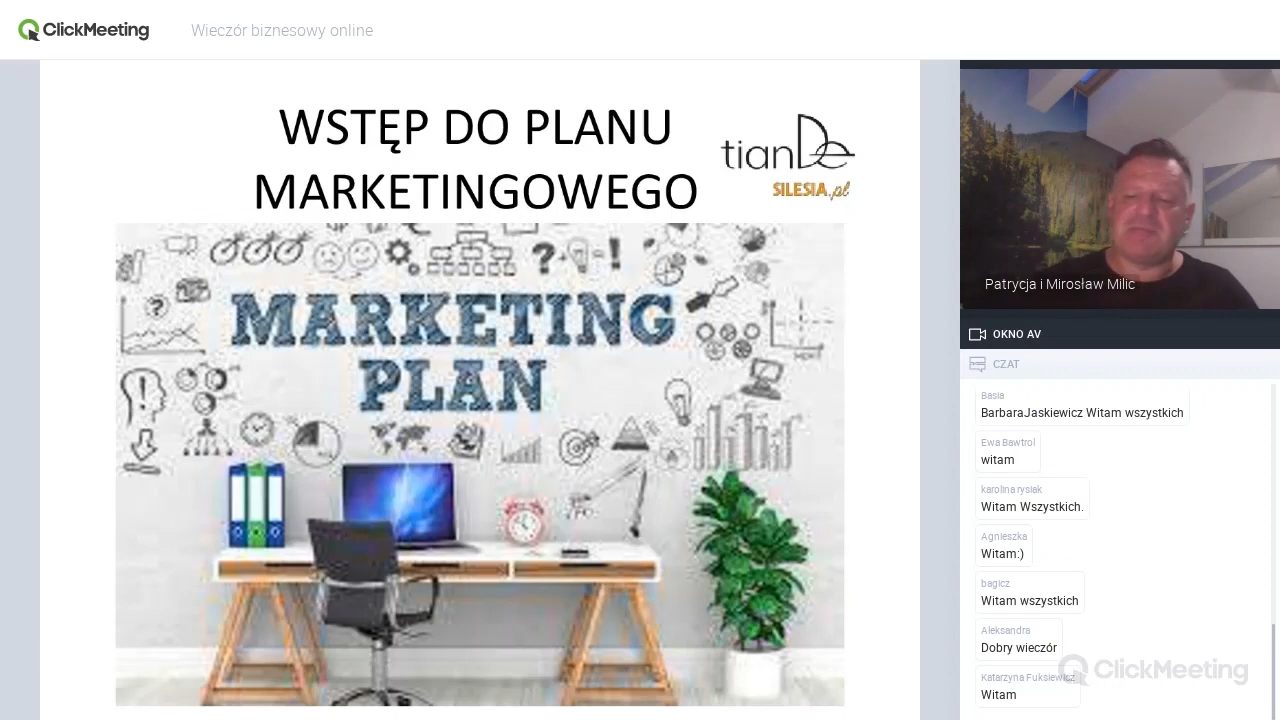 ClickMeeting
Wieczór biznesowy online
WSTĘP DO PLANU
MARKETINGOWEGO
tianDe
SILESIA.pl
MARKETING
PLAN
Patrycja i Mirosław Milic
OKNO AV
CZAT
Basia
BarbaraJaskiewicz Witam wszystkich
Ewa Bawtrol
witam
karolina rysiak
Witam Wszystkich.
Agnieszka
Witam:)
bagicz
Witam wszystkich
Aleksandra
Dobry wieczór
Katarzyna Fuksiewicz
Witam
ClickMeeting